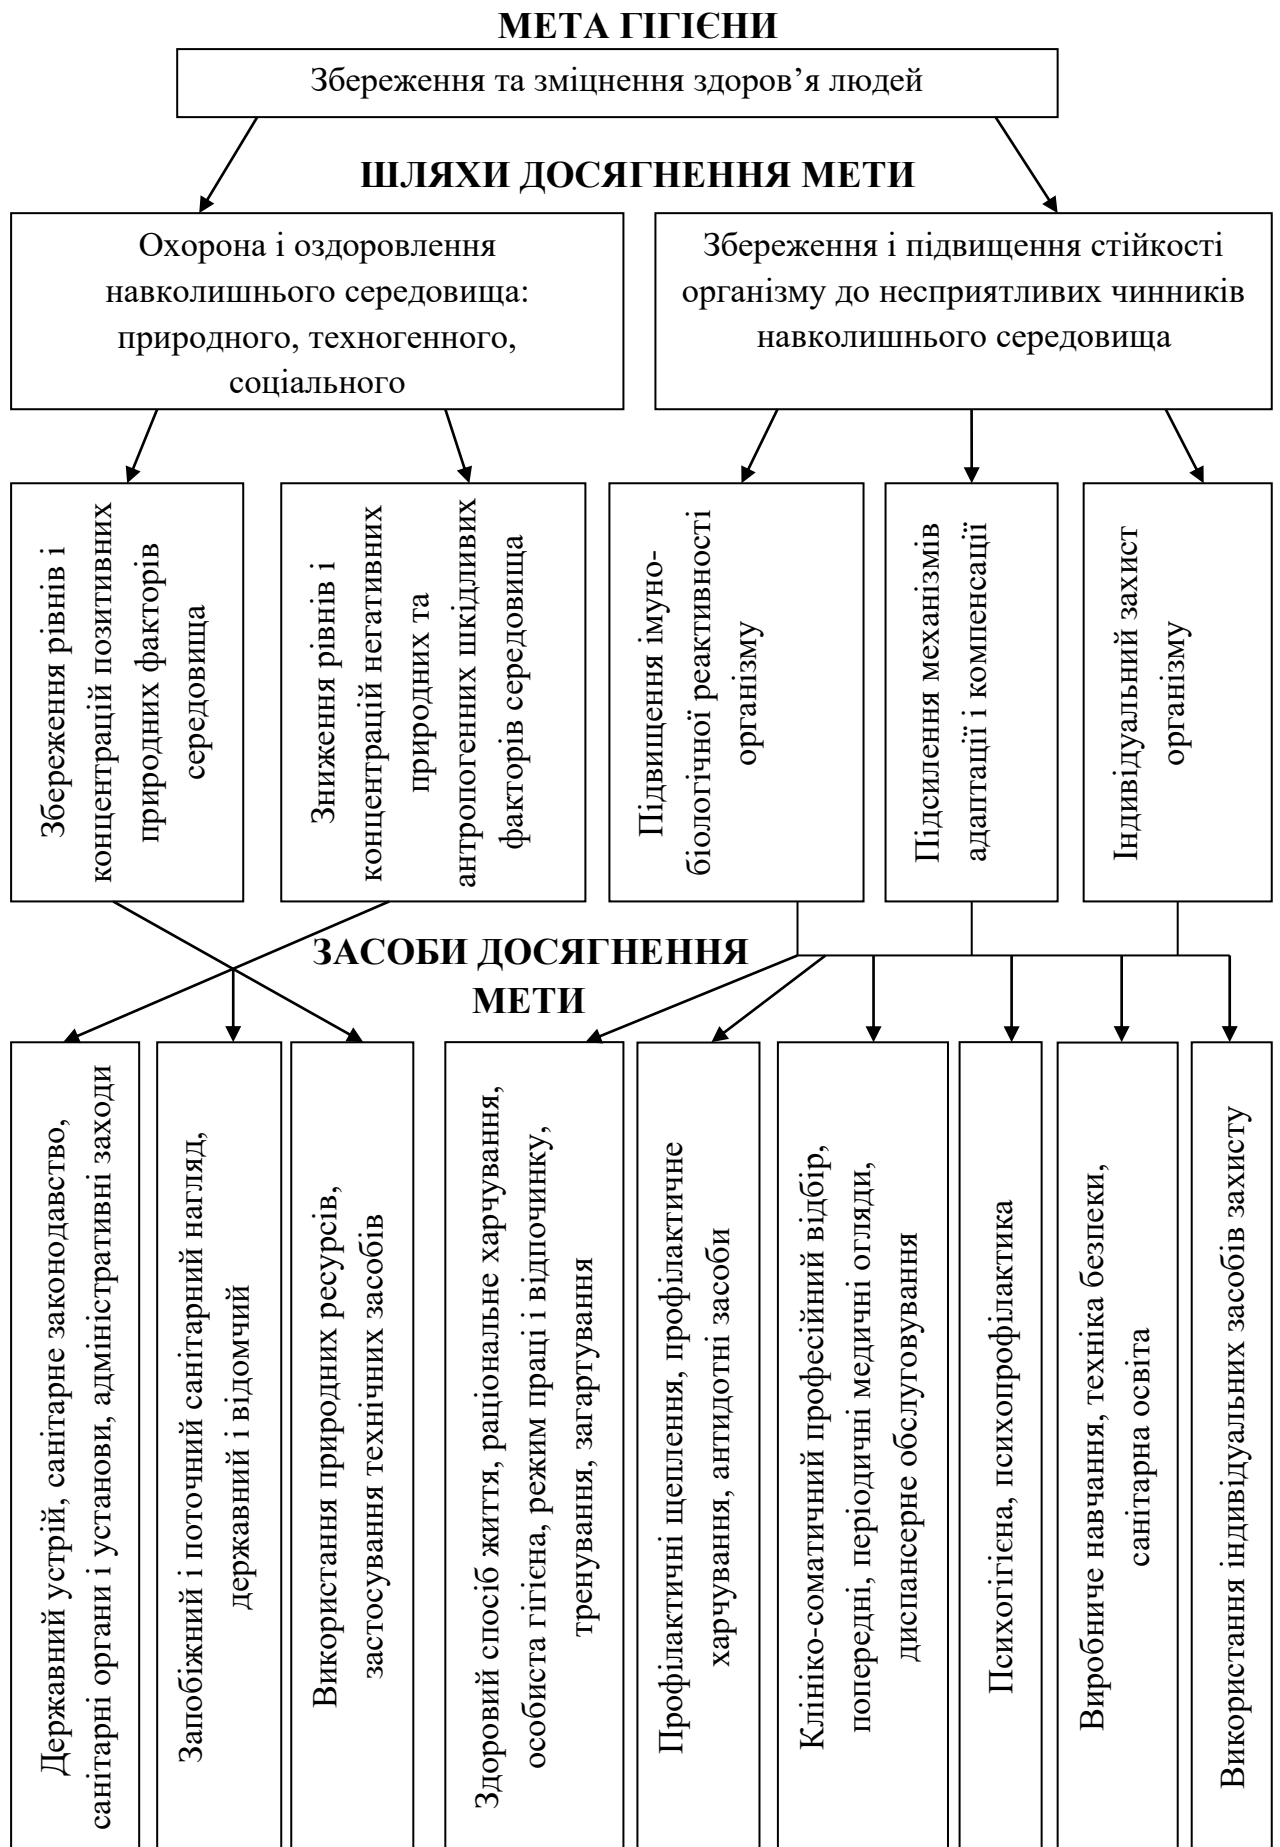 МЕТА ГІГІЄНИ
Збереження та зміцнення здоров’я людей
ШЛЯХИ ДОСЯГНЕННЯ МЕТИ
Охорона і оздоровлення
навколишнього середовища:
природного, техногенного,
соціального
Збереження і підвищення стійкості
організму до несприятливих чинників
навколишнього середовища
Збереження рівнів і
концентрацій позитивних
природних факторів
середовища
Зниження рівнів і
концентрацій негативних
природних та
антропогенних шкідливих
факторів середовища
Підвищення імуно-
біологічної реактивності
організму
Підсилення механізмів
адаптації і компенсації
Індивідуальний захист
організму
ЗАСОБИ ДОСЯГНЕННЯ
МЕТИ
Державний устрій, санітарне законодавство,
санітарні органи і установи, адміністративні заходи
Запобіжний і поточний санітарний нагляд,
державний і відомчий
Використання природних ресурсів,
застосування технічних засобів
Здоровий спосіб життя, раціональне харчування,
особиста гігієна, режим праці і відпочинку,
тренування, загартування
Профілактичні щеплення, профілактичне
харчування, антидотні засоби
Клініко-соматичний професійний відбір,
попередні, періодичні медичні огляди,
диспансерне обслуговування
Психогігієна, психопрофілактика
Виробниче навчання, техніка безпеки,
санітарна освіта
Використання індивідуальних засобів захисту